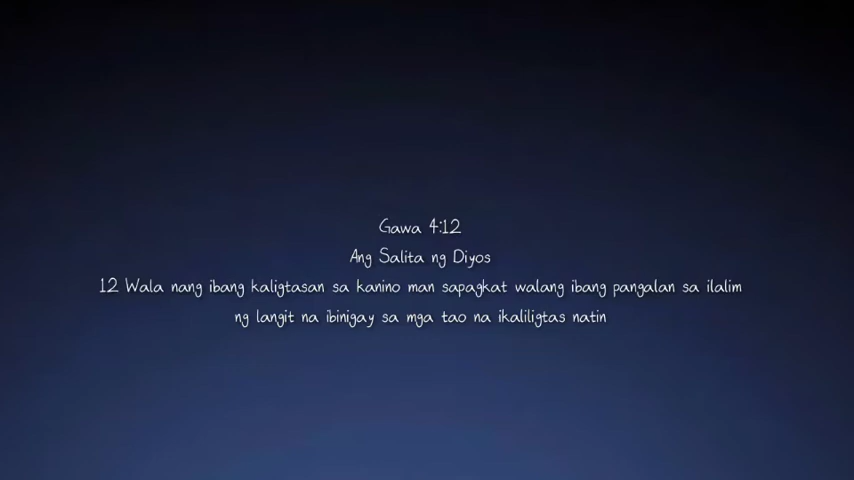 Gawa 4:12
Ang Salita ng Diyos
12 Wala nang ibang kaligtasan sa kanino man sapagkat walang ibang pangalan sa ilalim
ng langit na ibinigay sa mga tao na ikaliligtas natin